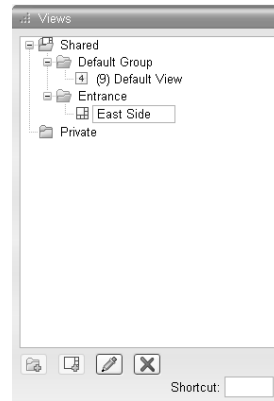 Views
Shared
Default Group
4 (9) Default View
Entrance
East Side
Private
Shortcut: